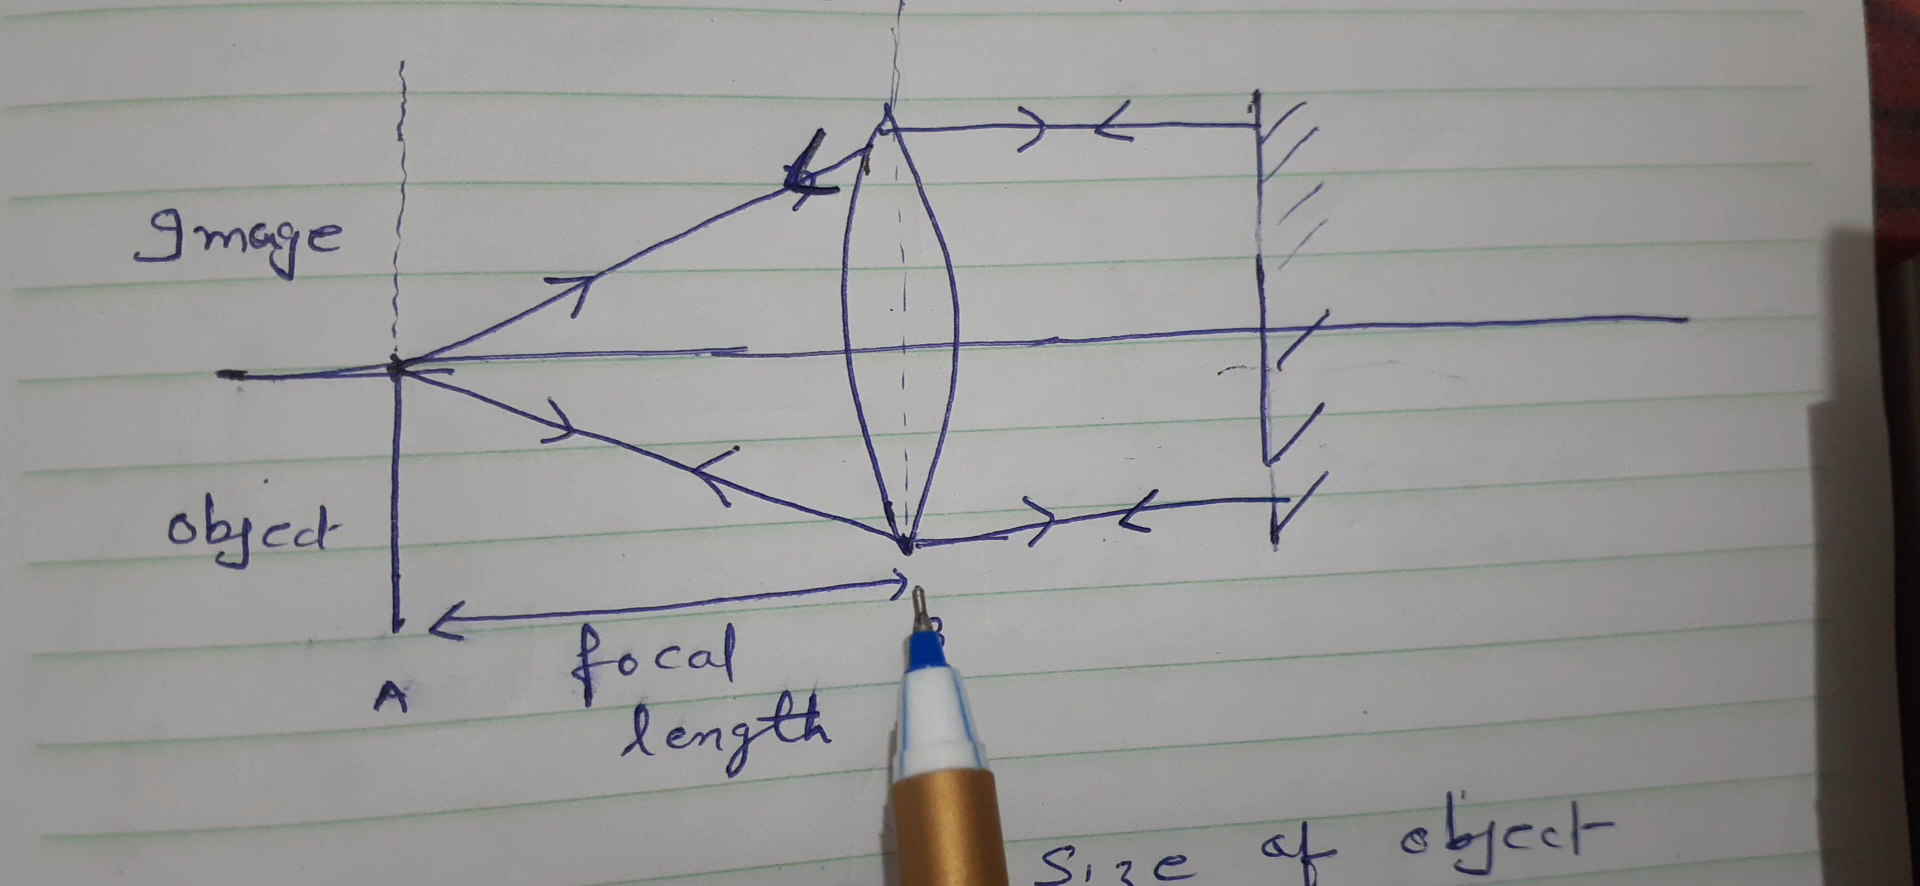 Image
object
A
focal
length
Size of object